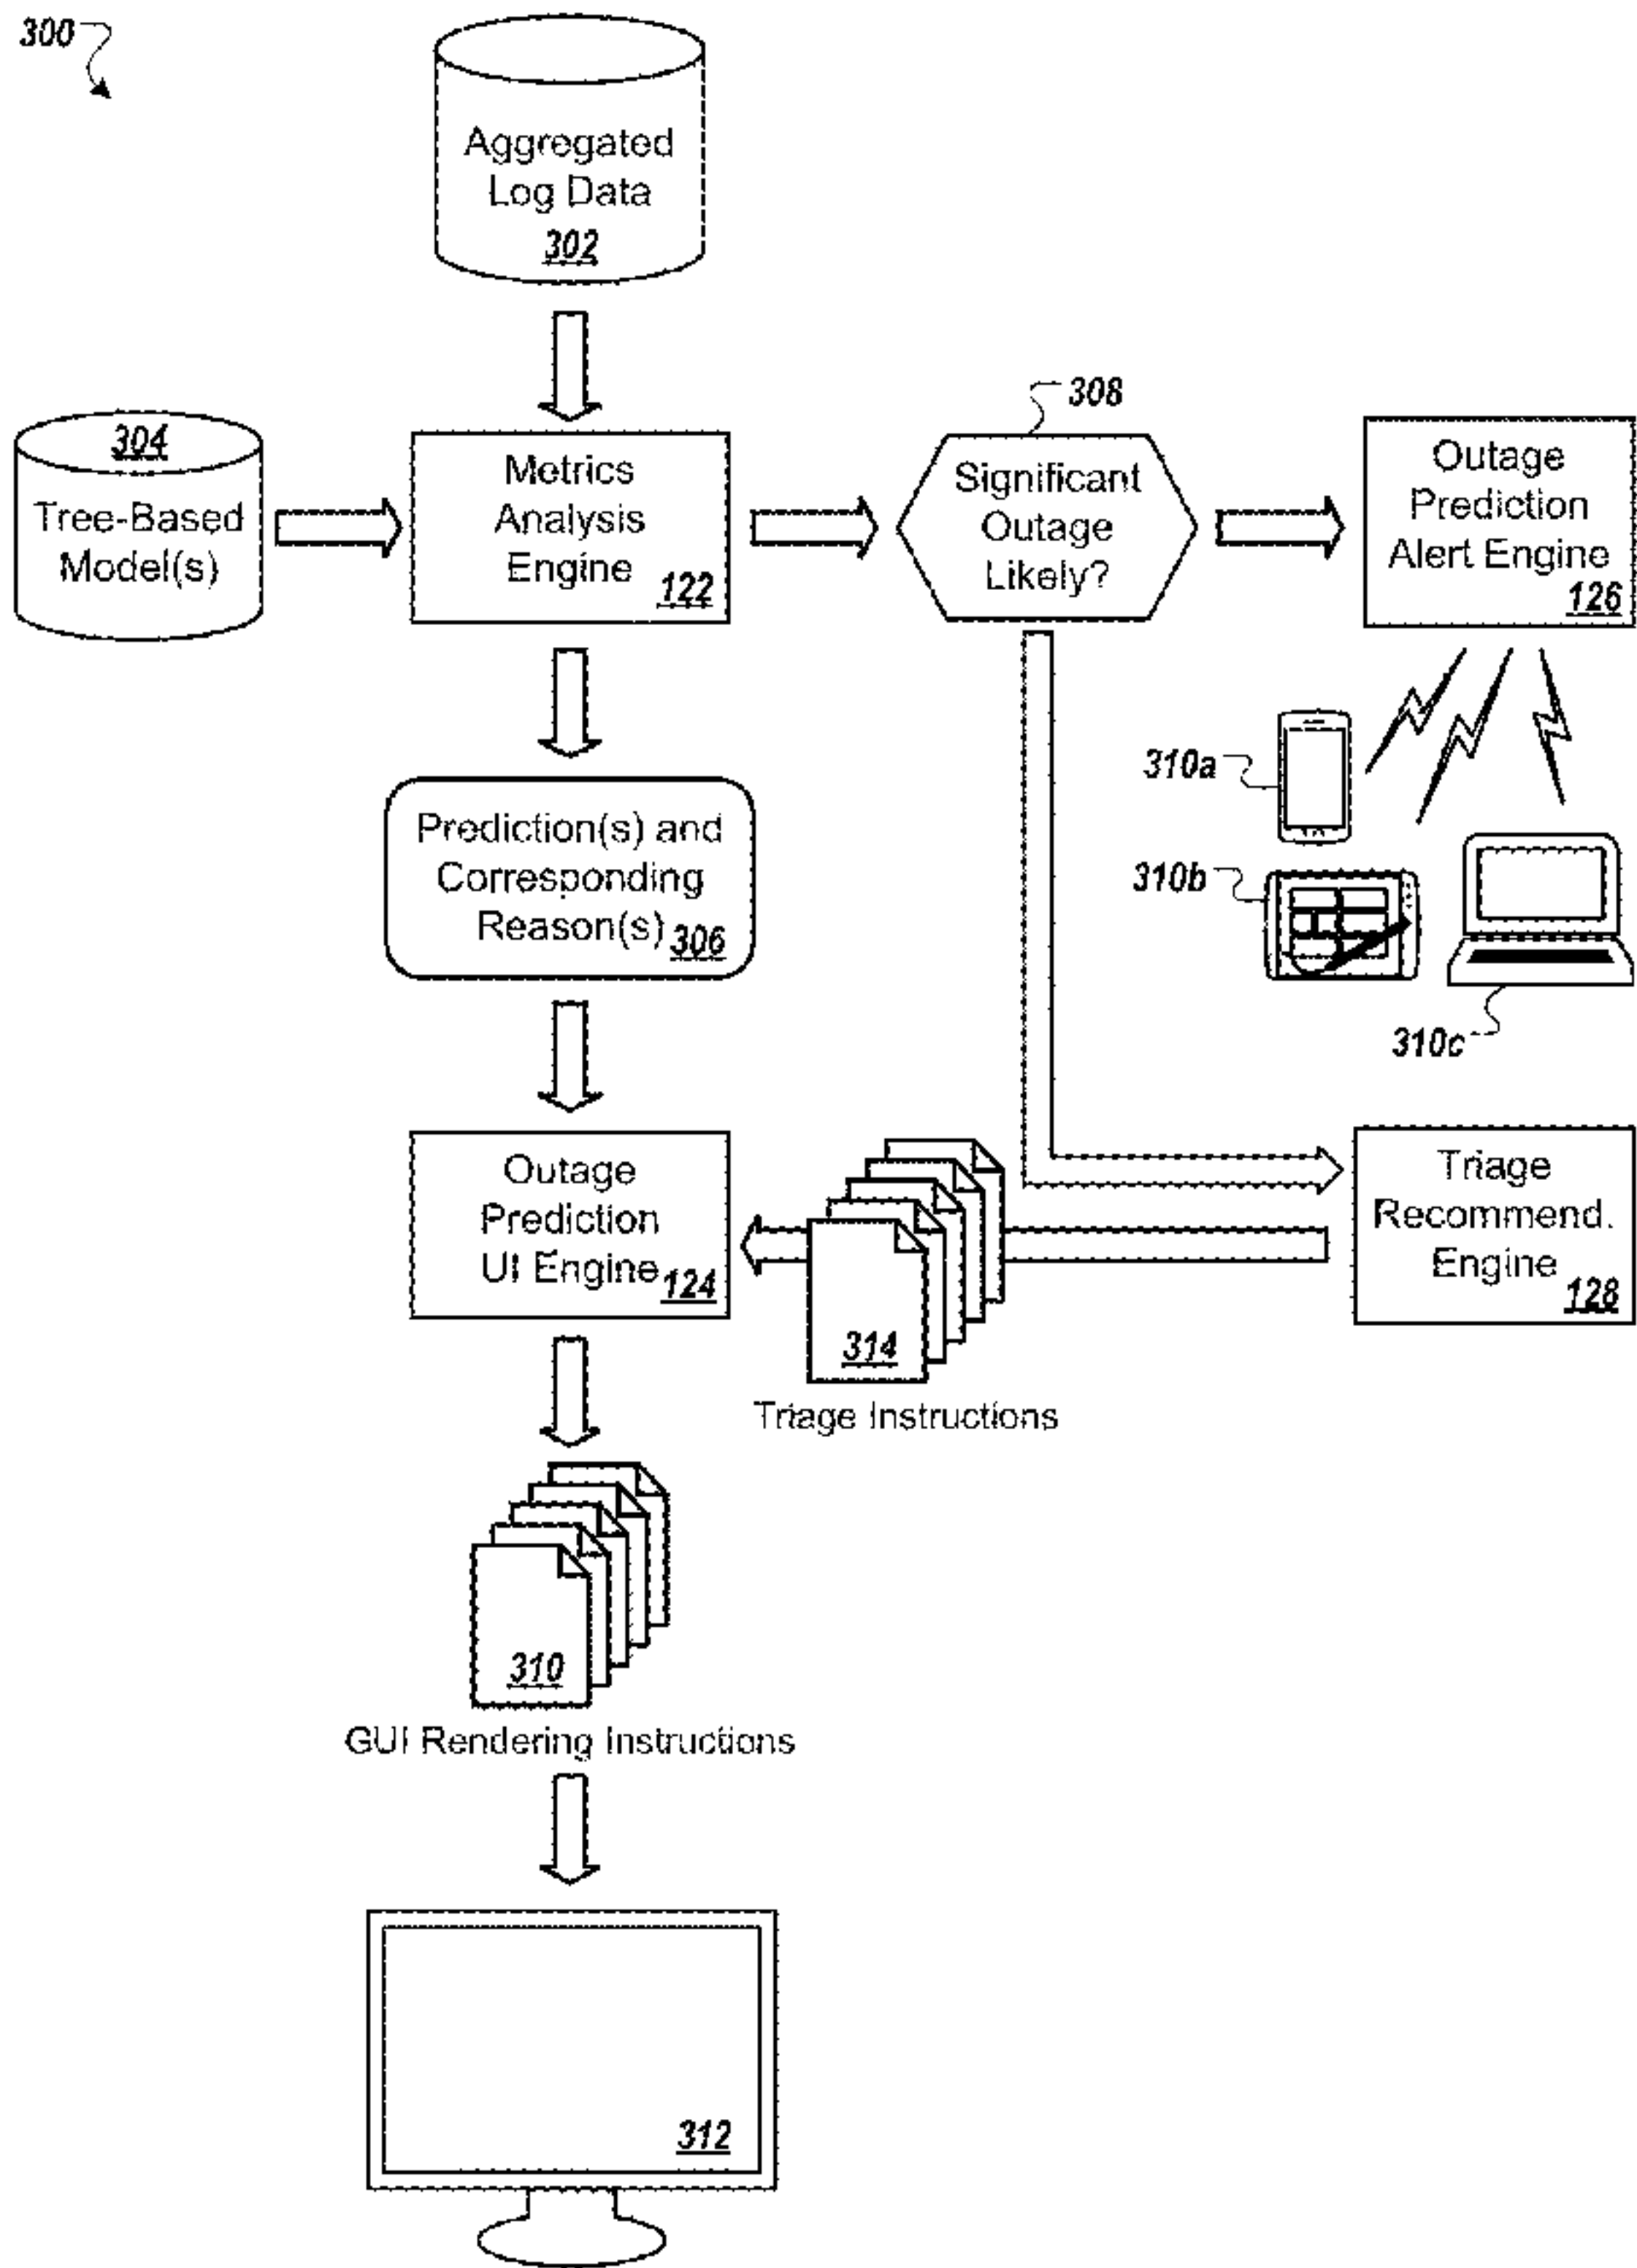 300
Aggregated
Log Data
302
304
Tree-Based
Model(s)
Metrics
Analysis
Engine
122
308
Significant
Outage
Likely?
Outage
Prediction
Alert Engine
126
310a
310b
310c
Prediction(s) and
Corresponding
Reason(s) 306
Outage
Prediction
UI Engine 124
314
Triage Instructions
Triage
Recommend.
Engine
128
310
GUI Rendering Instructions
312